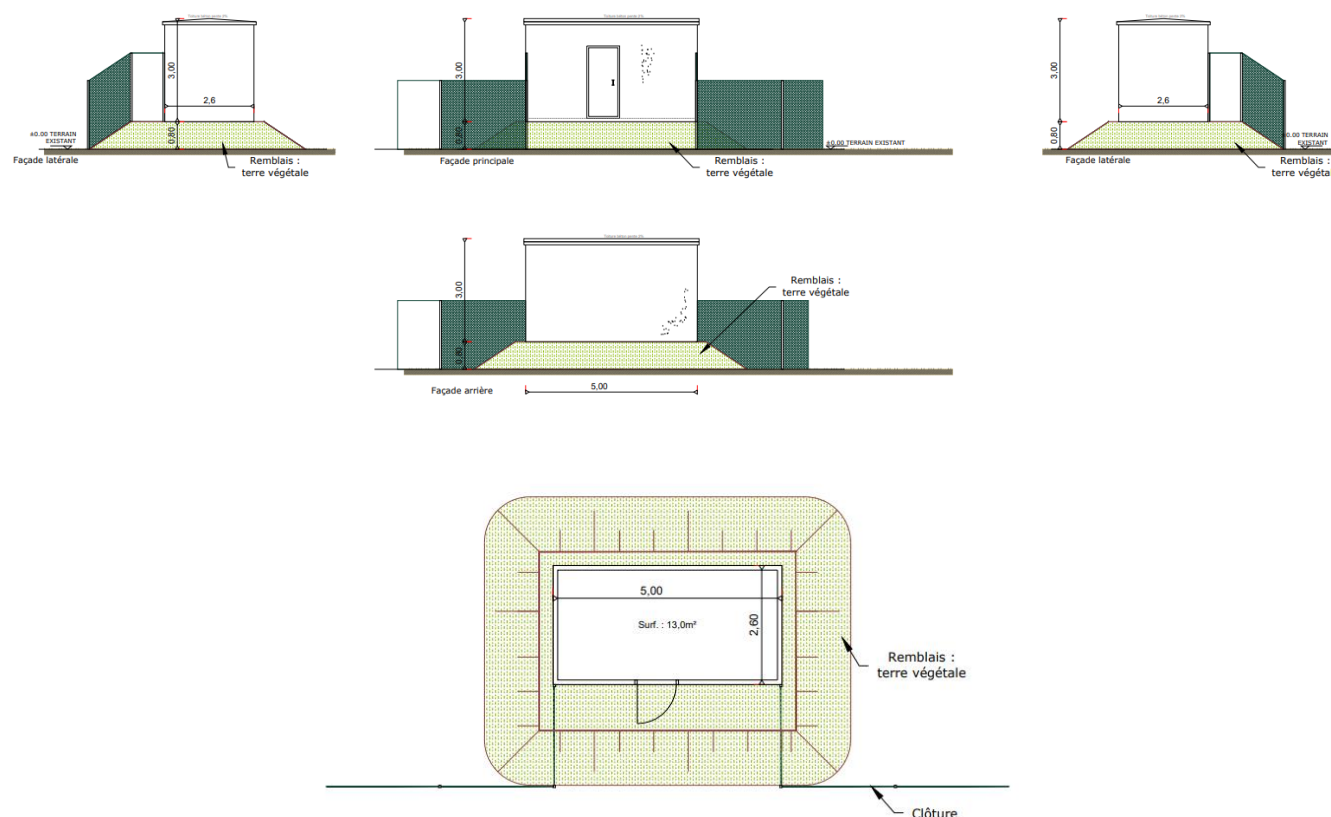 3,00
2,6
0,80
±0.00 TERRAIN
EXISTANT
Façade latérale
Remblais :
terre végétale
3,00
0,80
±0.00 TERRAIN EXISTANT
Façade principale
Remblais :
terre végétale
3,00
2,6
0,80
±0.00 TERRAIN
EXISTANT
Façade latérale
Remblais :
terre végéta
3,00
0,80
Remblais :
terre végétale
Façade arrière
5,00
5,00
Surf. : 13,0m²
2,60
Remblais :
terre végétale
Clôture